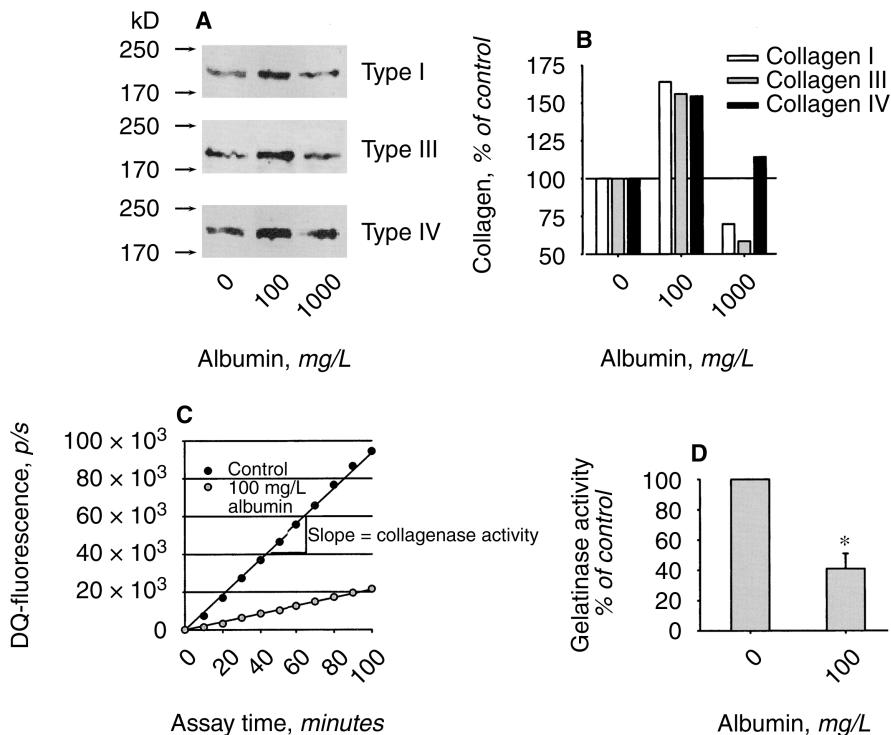 A
kD
250
170
Type I
250
170
Type III
250
170
Type IV
0 100 1000
Albumin, mg/L
B
Collagen I
Collagen III
Collagen IV
Collagen, % of control
175
150
125
100
75
50
0 100 1000
Albumin, mg/L
C
DQ-fluorescence, p/s
100 × 10³
80 × 10³
60 × 10³
40 × 10³
20 × 10³
0
Control
100 mg/L
albumin
Slope = collagenase activity
0 20 40 60 80 100
Assay time, minutes
D
Gelatinase activity
% of control
100
80
60
40
20
0
*
0 100
Albumin, mg/L